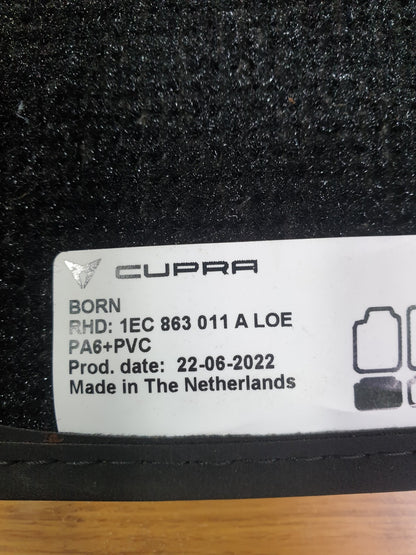 CUPRA
BORN
RHD: 1EC 863 011 A LOE
PA6+PVC
Prod. date: 22-06-2022
Made in The Netherlands